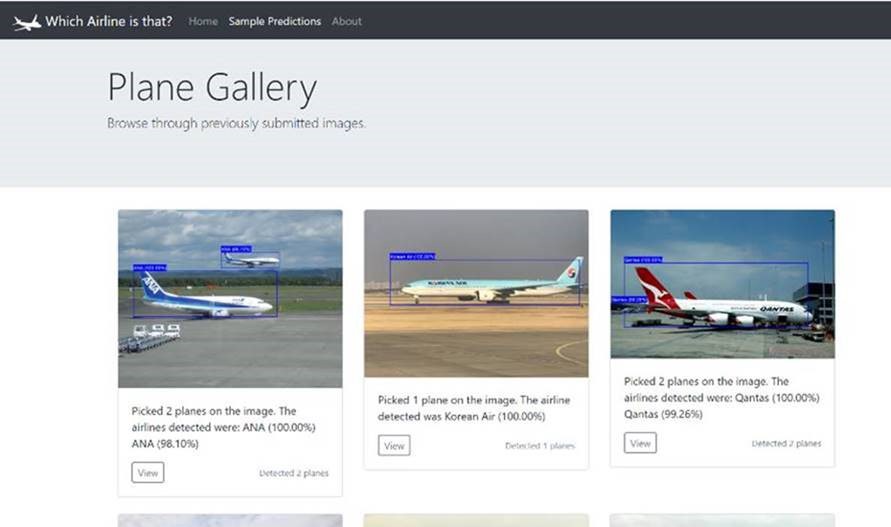 Which Airline is that? Home Sample Predictions About
Plane Gallery
Browse through previously submitted images.
ANA (98.10%)
ANA (100.00%)
ANA
Korean Air (100.00%)
KOREAN AIR
Qantas (100.00%)
Qantas (99.26%)
QANTAS
Picked 2 planes on the image. The
airlines detected were: ANA (100.00%)
ANA (98.10%)
View Detected 2 planes
Picked 1 plane on the image. The airline
detected was Korean Air (100.00%)
View Detected 1 planes
Picked 2 planes on the image. The
airlines detected were: Qantas (100.00%)
Qantas (99.26%)
View Detected 2 planes